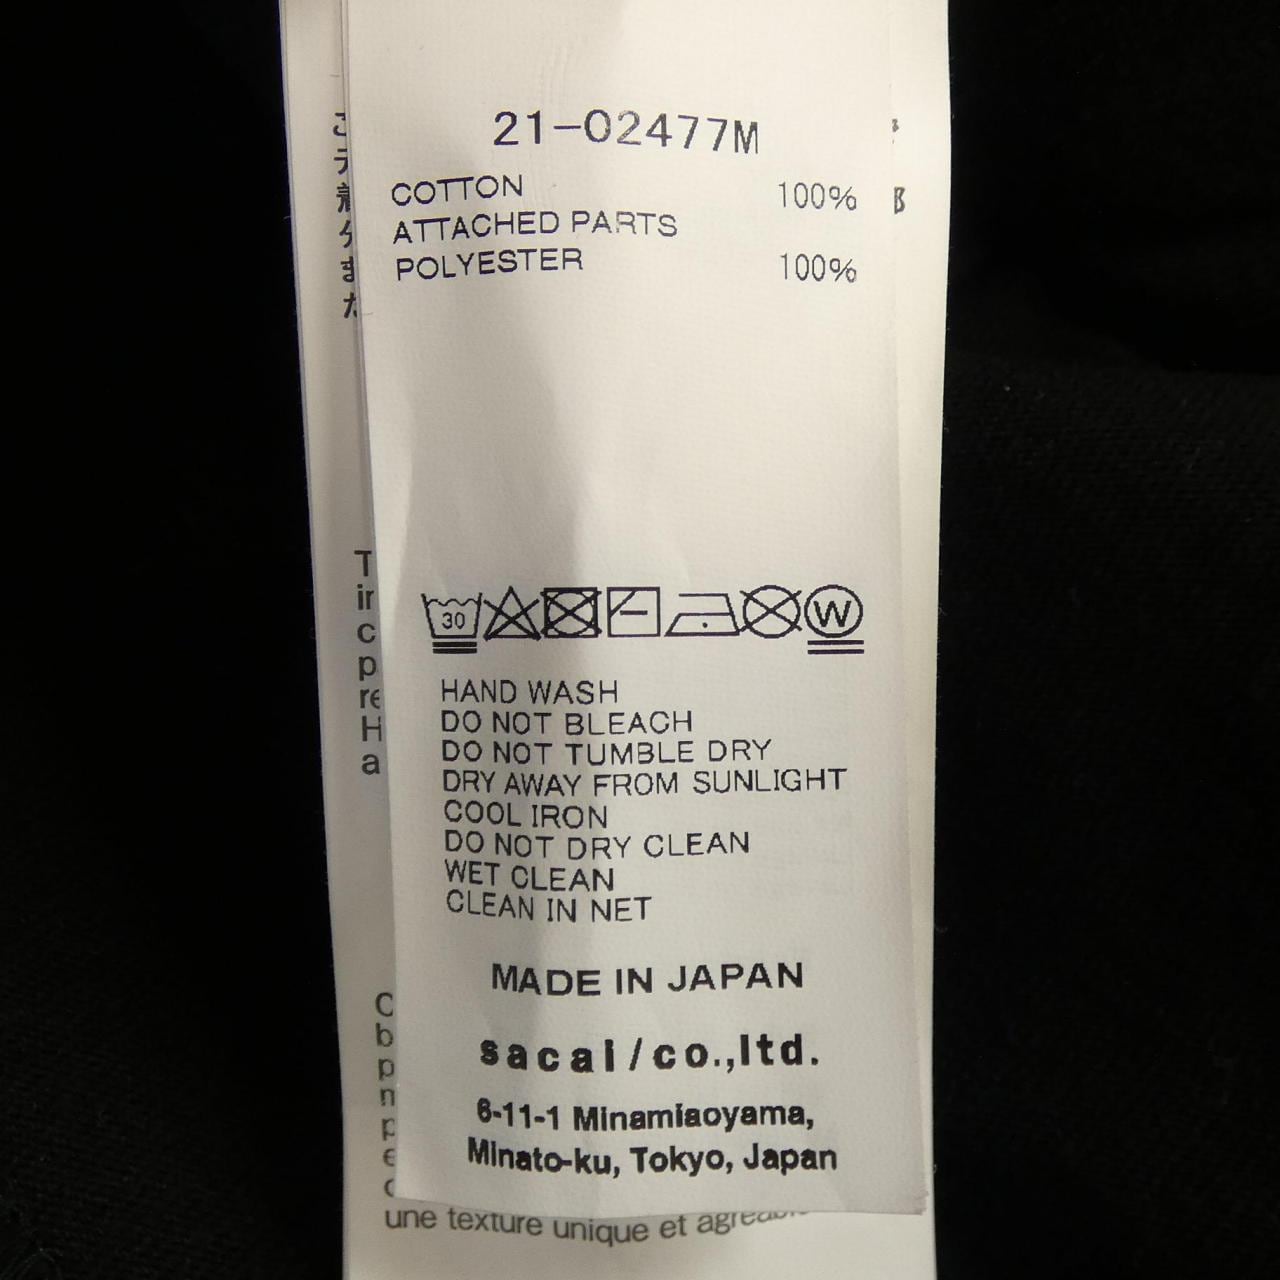 21-02477M
COTTON 100%
ATTACHED PARTS
POLYESTER 100%
30
W
HAND WASH
DO NOT BLEACH
DO NOT TUMBLE DRY
DRY AWAY FROM SUNLIGHT
COOL IRON
DO NOT DRY CLEAN
WET CLEAN
CLEAN IN NET
MADE IN JAPAN
sacai/co.,ltd.
6-11-1 Minamiaoyama,
Minato-ku, Tokyo, Japan
une texture unique et